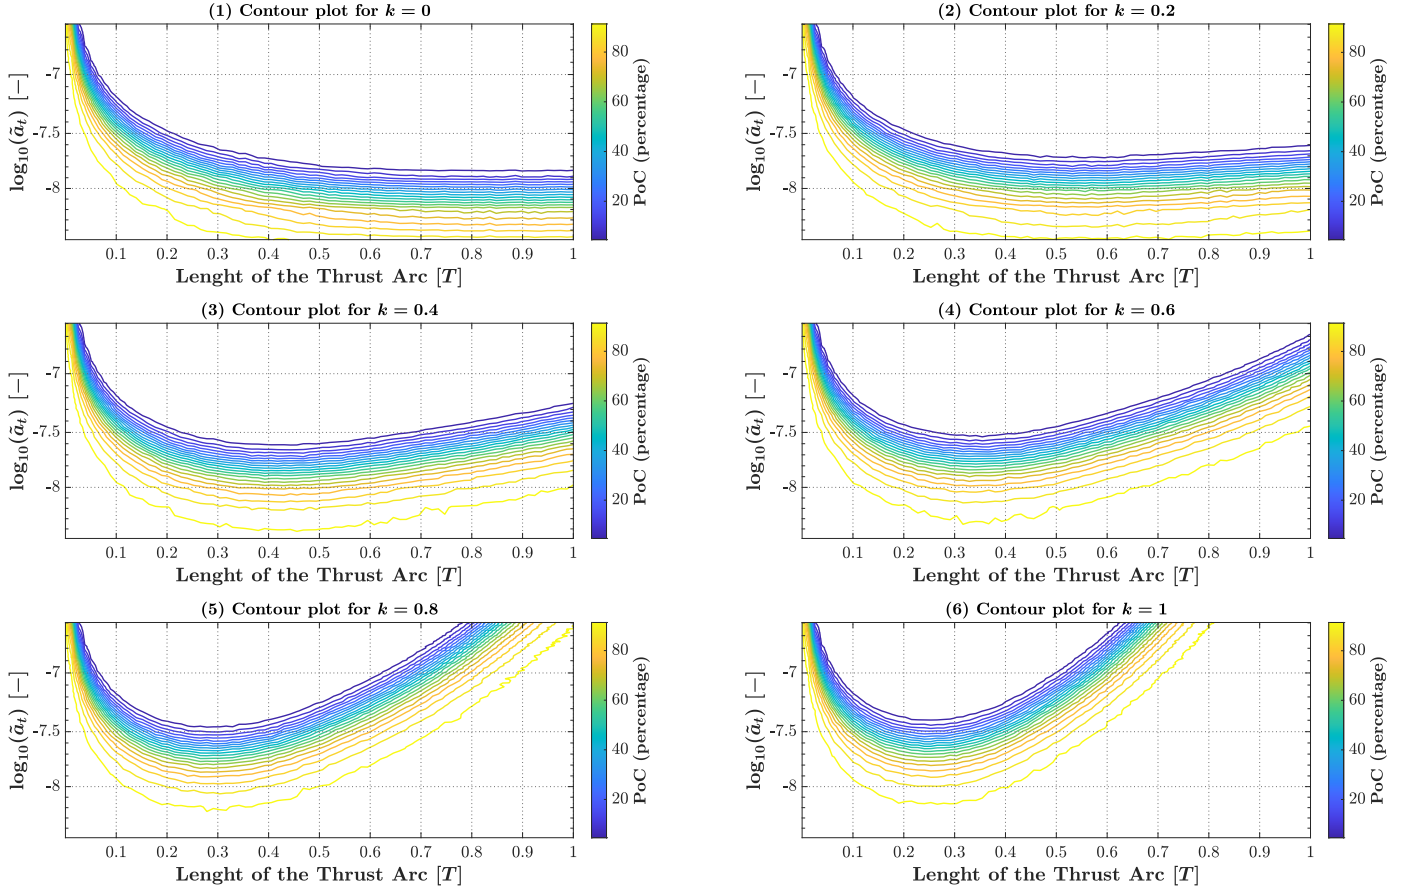 (1) Contour plot for k = 0
-7
-7.5
-8
log10(ãt) [−]
0.1 0.2 0.3 0.4 0.5 0.6 0.7 0.8 0.9 1
Lenght of the Thrust Arc [T]
80
60
40
20
PoC (percentage)
(2) Contour plot for k = 0.2
-7
-7.5
-8
log10(ãt) [−]
0.1 0.2 0.3 0.4 0.5 0.6 0.7 0.8 0.9 1
Lenght of the Thrust Arc [T]
80
60
40
20
PoC (percentage)
(3) Contour plot for k = 0.4
-7
-7.5
-8
log10(ãt) [−]
0.1 0.2 0.3 0.4 0.5 0.6 0.7 0.8 0.9 1
Lenght of the Thrust Arc [T]
80
60
40
20
PoC (percentage)
(4) Contour plot for k = 0.6
-7
-7.5
-8
log10(ãt) [−]
0.1 0.2 0.3 0.4 0.5 0.6 0.7 0.8 0.9 1
Lenght of the Thrust Arc [T]
80
60
40
20
PoC (percentage)
(5) Contour plot for k = 0.8
-7
-7.5
-8
log10(ãt) [−]
0.1 0.2 0.3 0.4 0.5 0.6 0.7 0.8 0.9 1
Lenght of the Thrust Arc [T]
80
60
40
20
PoC (percentage)
(6) Contour plot for k = 1
-7
-7.5
-8
log10(ãt) [−]
0.1 0.2 0.3 0.4 0.5 0.6 0.7 0.8 0.9 1
Lenght of the Thrust Arc [T]
80
60
40
20
PoC (percentage)